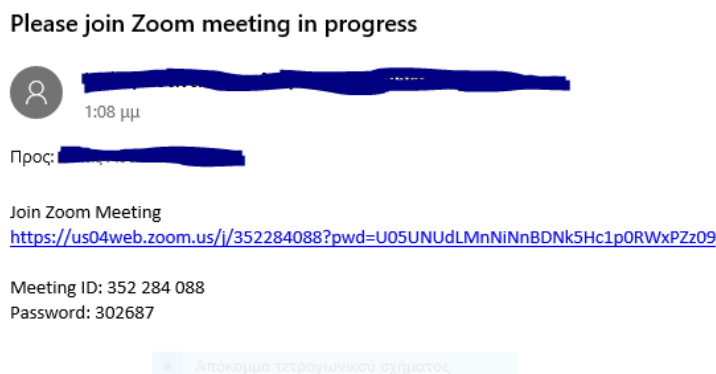 Please join Zoom meeting in progress
1:08 μμ
Προς:
Join Zoom Meeting
https://us04web.zoom.us/j/352284088?pwd=U05UNUdLMnNiNnBDNk5Hc1p0RWxPZz09
Meeting ID: 352 284 088
Password: 302687
Απόκομμα τετραγωνικού σχήματος